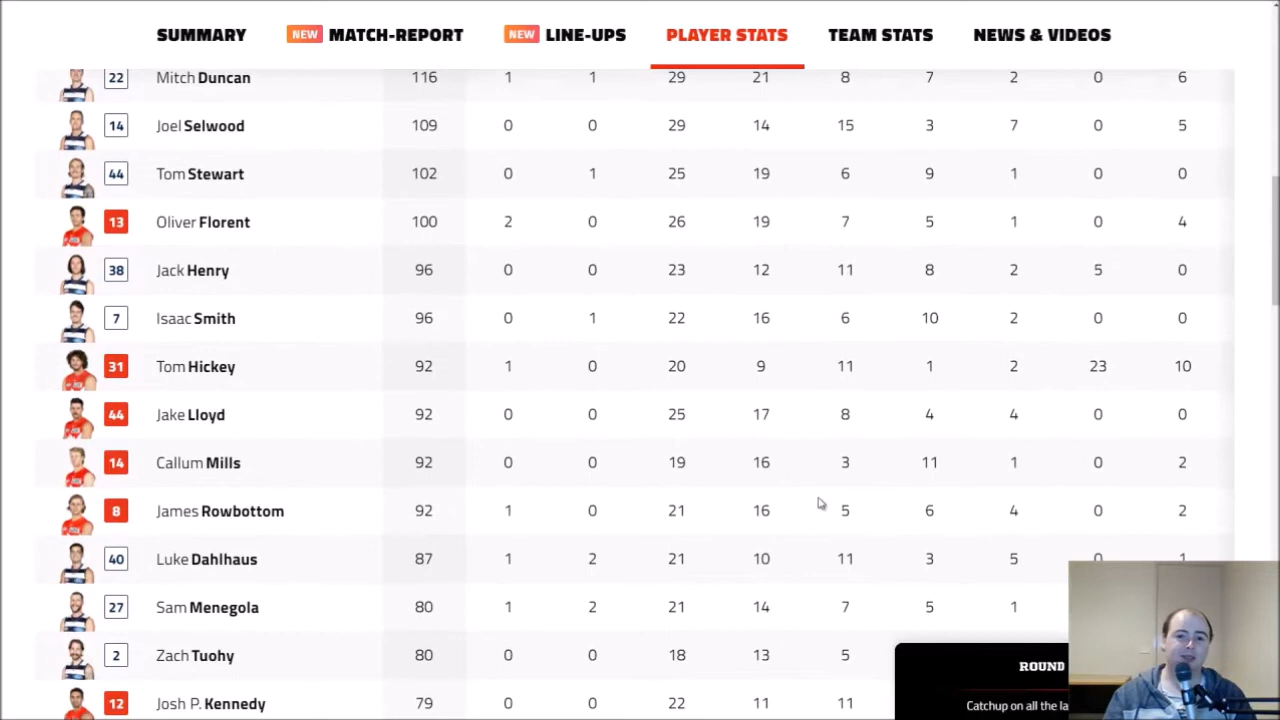 SUMMARY NEW MATCH-REPORT NEW LINE-UPS PLAYER STATS TEAM STATS NEWS & VIDEOS
22 Mitch Duncan 116 1 1 29 21 8 7 2 0 6
14 Joel Selwood 109 0 0 29 14 15 3 7 0 5
44 Tom Stewart 102 0 1 25 19 6 9 1 0 0
13 Oliver Florent 100 2 0 26 19 7 5 1 0 4
38 Jack Henry 96 0 0 23 12 11 8 2 5 0
7 Isaac Smith 96 0 1 22 16 6 10 2 0 0
31 Tom Hickey 92 1 0 20 9 11 1 2 23 10
44 Jake Lloyd 92 0 0 25 17 8 4 4 0 0
14 Callum Mills 92 0 0 19 16 3 11 1 0 2
8 James Rowbottom 92 1 0 21 16 5 6 4 0 2
40 Luke Dahlhaus 87 1 2 21 10 11 3 5 0 1
27 Sam Menegola 80 1 2 21 14 7 5 1
2 Zach Tuohy 80 0 0 18 13 5
ROUND
12 Josh P. Kennedy 79 0 0 22 11 11
Catchup on all the la